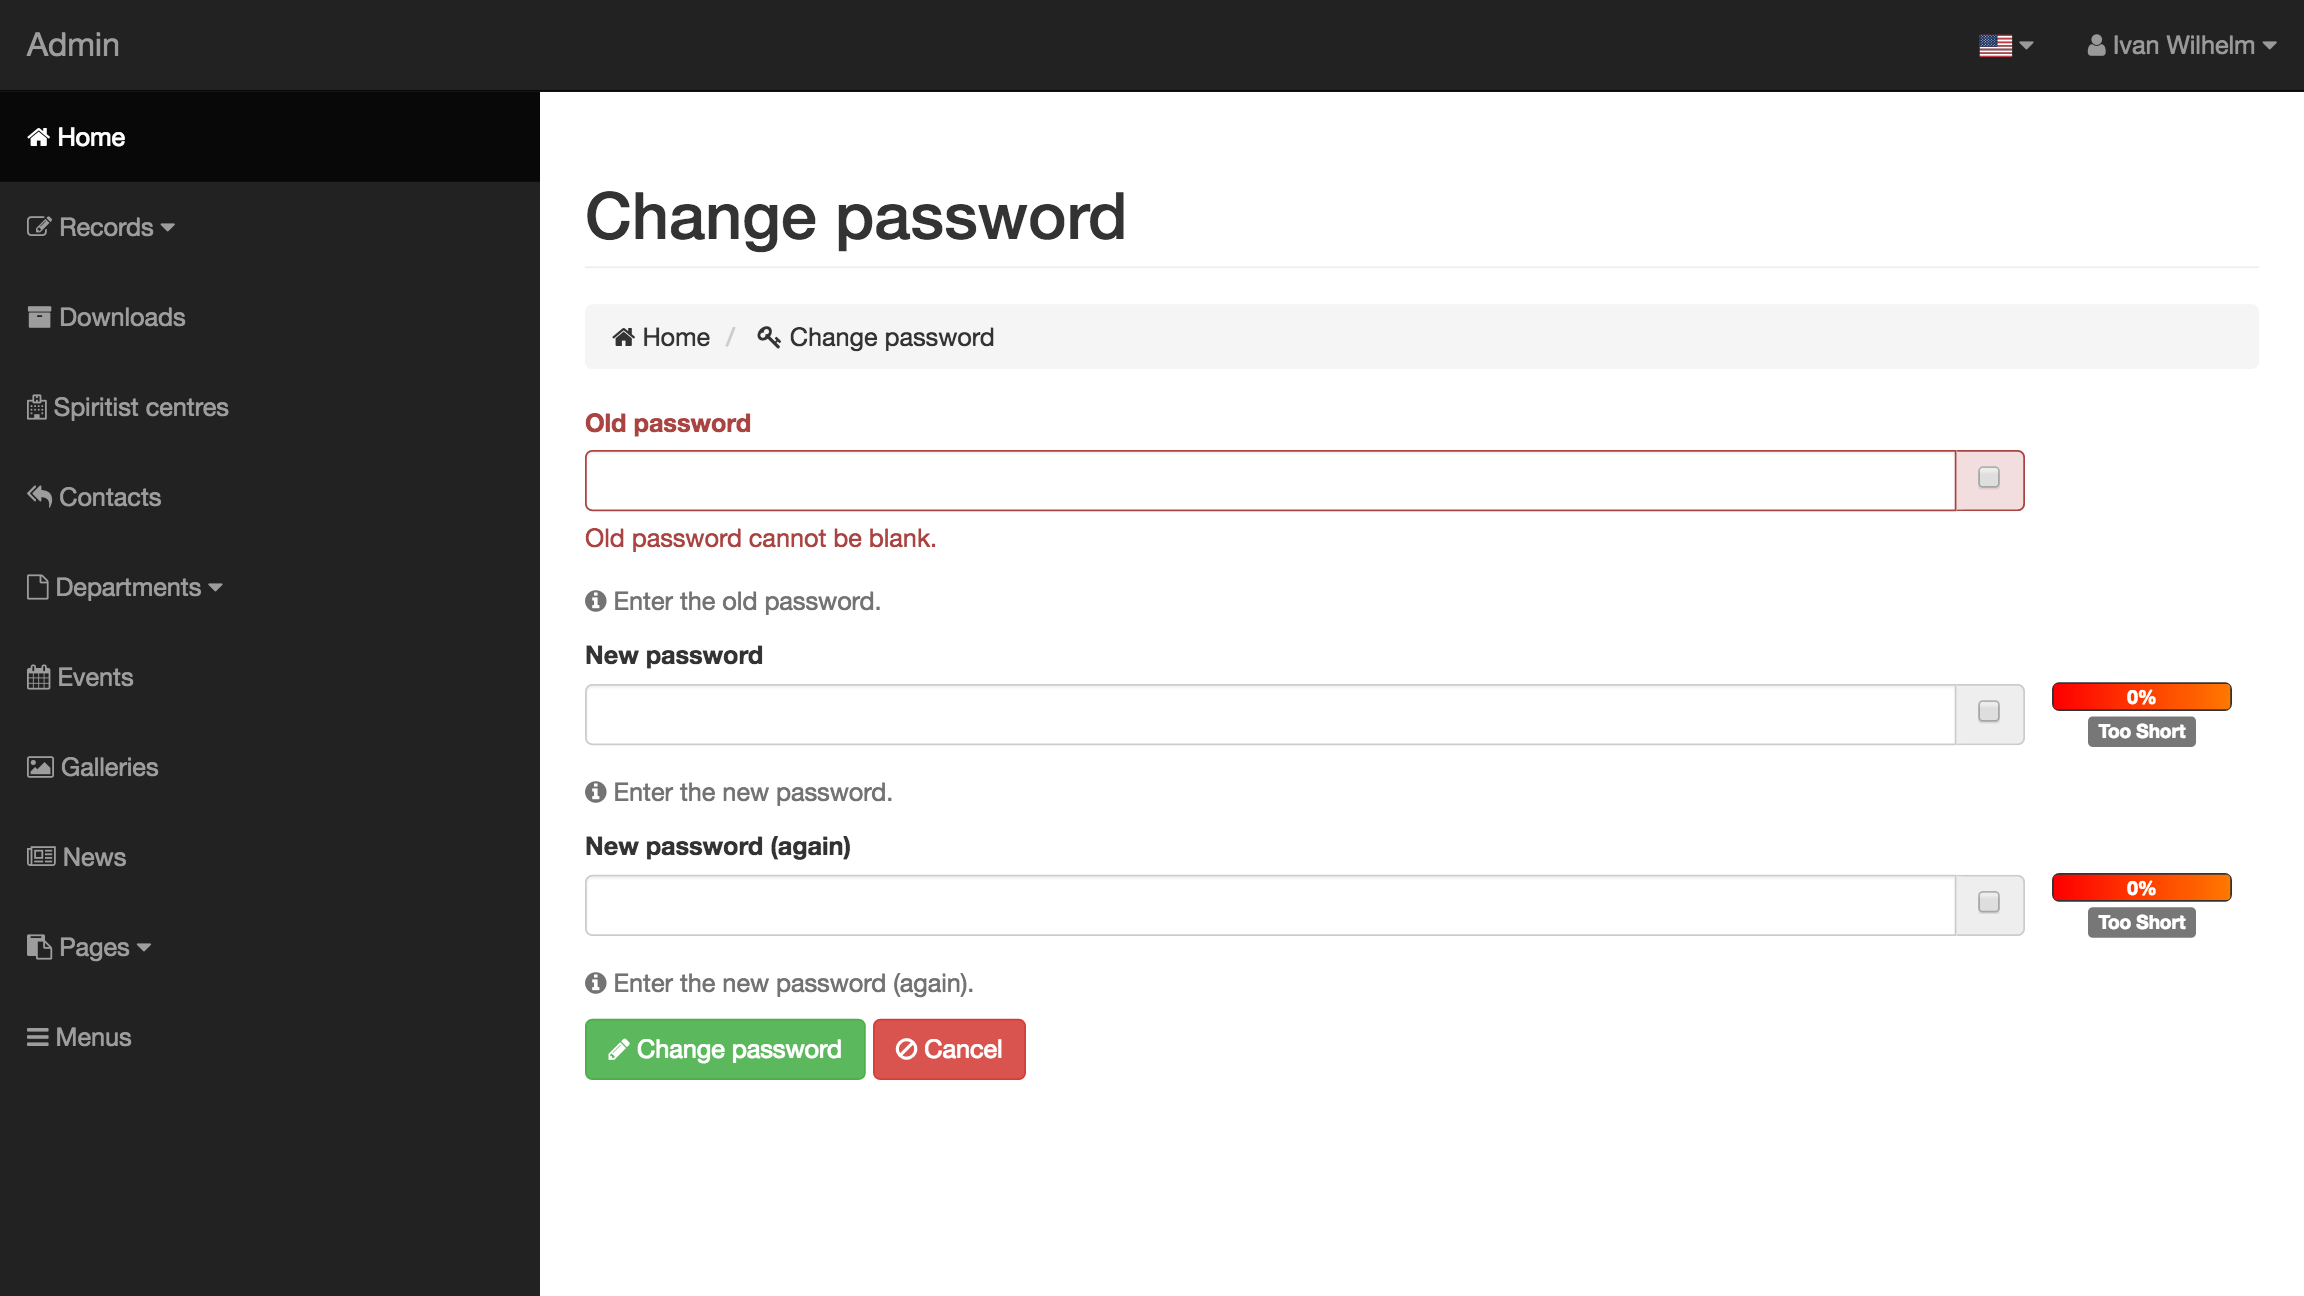 Admin
Ivan Wilhelm
Home
Records
Downloads
Spiritist centres
Contacts
Departments
Events
Galleries
News
Pages
Menus
Change password
Home / Change password
Old password
Old password cannot be blank.
Enter the old password.
New password
0%
Too Short
Enter the new password.
New password (again)
0%
Too Short
Enter the new password (again).
Change password
Cancel